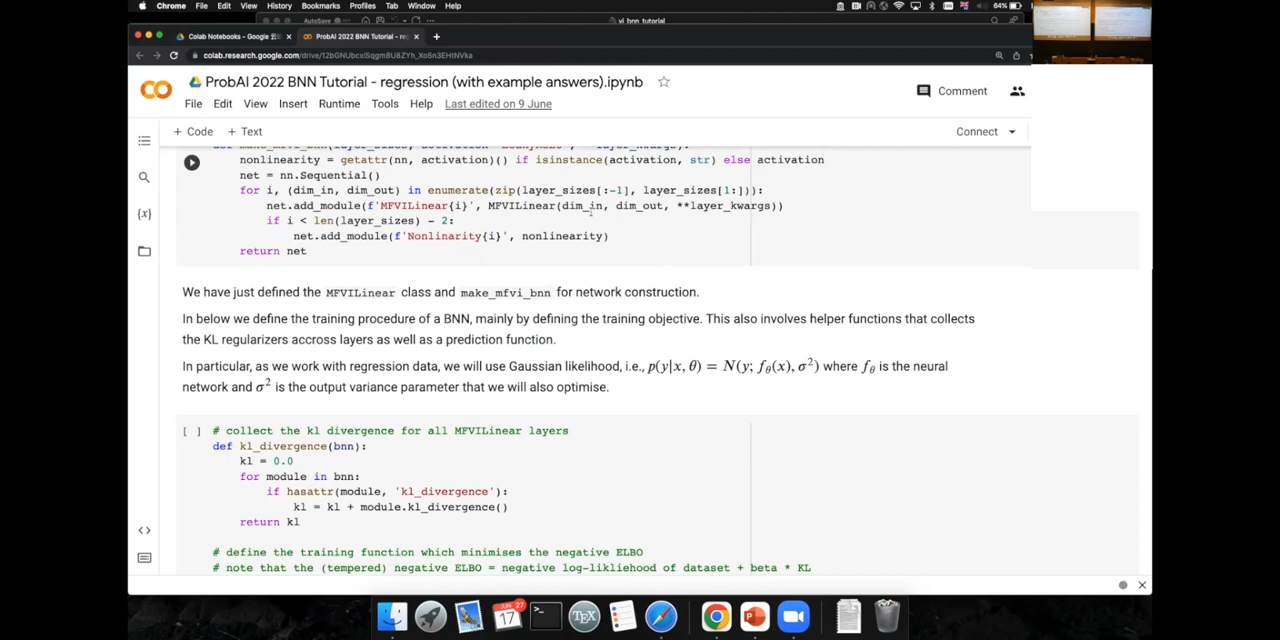 Chrome File Edit View History Bookmarks Profiles Tab Window Help 64%
AutoSave vi_bnn_tutorial
Colab Notebooks - Google × ProbAI 2022 BNN Tutorial - reg × +
ProbAI 2022 BNN Tutorial - regression (with example answers).ipynb
Comment
File Edit View Insert Runtime Tools Help Last edited on 9 June
+ Code + Text Connect
nonlinearity = getattr(nn, activation)() if isinstance(activation, str) else activation
net = nn.Sequential()
for i, (dim_in, dim_out) in enumerate(zip(layer_sizes[:-1], layer_sizes[1:])):
net.add_module(f'MFVILinear{i}', MFVILinear(dim_in, dim_out, **layer_kwargs))
if i < len(layer_sizes) - 2:
net.add_module(f'Nonlinarity{i}', nonlinearity)
return net
We have just defined the MFVILinear class and make_mfvi_bnn for network construction.
In below we define the training procedure of a BNN, mainly by defining the training objective. This also involves helper functions that collects
the KL regularizers accross layers as well as a prediction function.
In particular, as we work with regression data, we will use Gaussian likelihood, i.e., p(y|x, θ) = N(y; fθ(x), σ²) where fθ is the neural
network and σ² is the output variance parameter that we will also optimise.
[ ] # collect the kl divergence for all MFVILinear layers
def kl_divergence(bnn):
kl = 0.0
for module in bnn:
if hasattr(module, 'kl_divergence'):
kl = kl + module.kl_divergence()
return kl
# define the training function which minimises the negative ELBO
# note that the (tempered) negative ELBO = negative log-likliehood of dataset + beta * KL
17
TEX